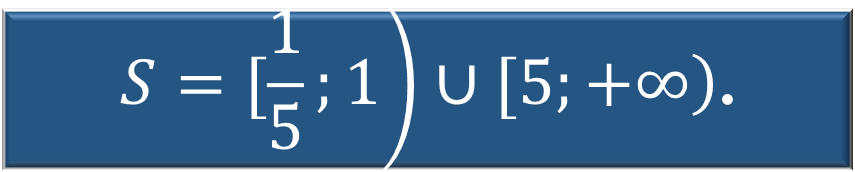 S = [1/5; 1) ∪ [5; +∞).